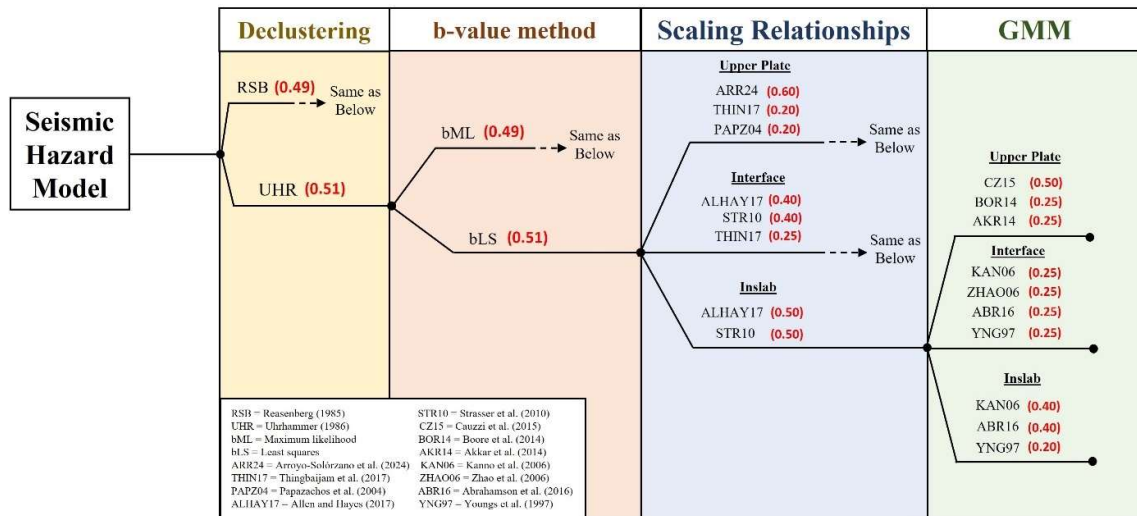 Declustering
b-value method
Scaling Relationships
GMM
Seismic
Hazard
Model
RSB (0.49)
Same as
Below
UHR (0.51)
bML (0.49)
Same as
Below
bLS (0.51)
Upper Plate
ARR24 (0.60)
THIN17 (0.20)
PAPZ04 (0.20)
Same as
Below
Interface
ALHAY17 (0.40)
STR10 (0.40)
THIN17 (0.25)
Same as
Below
Inslab
ALHAY17 (0.50)
STR10 (0.50)
Upper Plate
CZ15 (0.50)
BOR14 (0.25)
AKR14 (0.25)
Interface
KAN06 (0.25)
ZHAO06 (0.25)
ABR16 (0.25)
YNG97 (0.25)
Inslab
KAN06 (0.40)
ABR16 (0.40)
YNG97 (0.20)
RSB = Reasenberg (1985)
UHR = Uhrhammer (1986)
bML = Maximum likelihood
bLS = Least squares
ARR24 = Arroyo-Solórzano et al. (2024)
THIN17 = Thingbaijam et al. (2017)
PAPZ04 = Papazachos et al. (2004)
ALHAY17 – Allen and Hayes (2017)
STR10 = Strasser et al. (2010)
CZ15 = Cauzzi et al. (2015)
BOR14 = Boore et al. (2014)
AKR14 = Akkar et al. (2014)
KAN06 = Kanno et al. (2006)
ZHAO06 = Zhao et al. (2006)
ABR16 = Abrahamson et al. (2016)
YNG97 – Youngs et al. (1997)